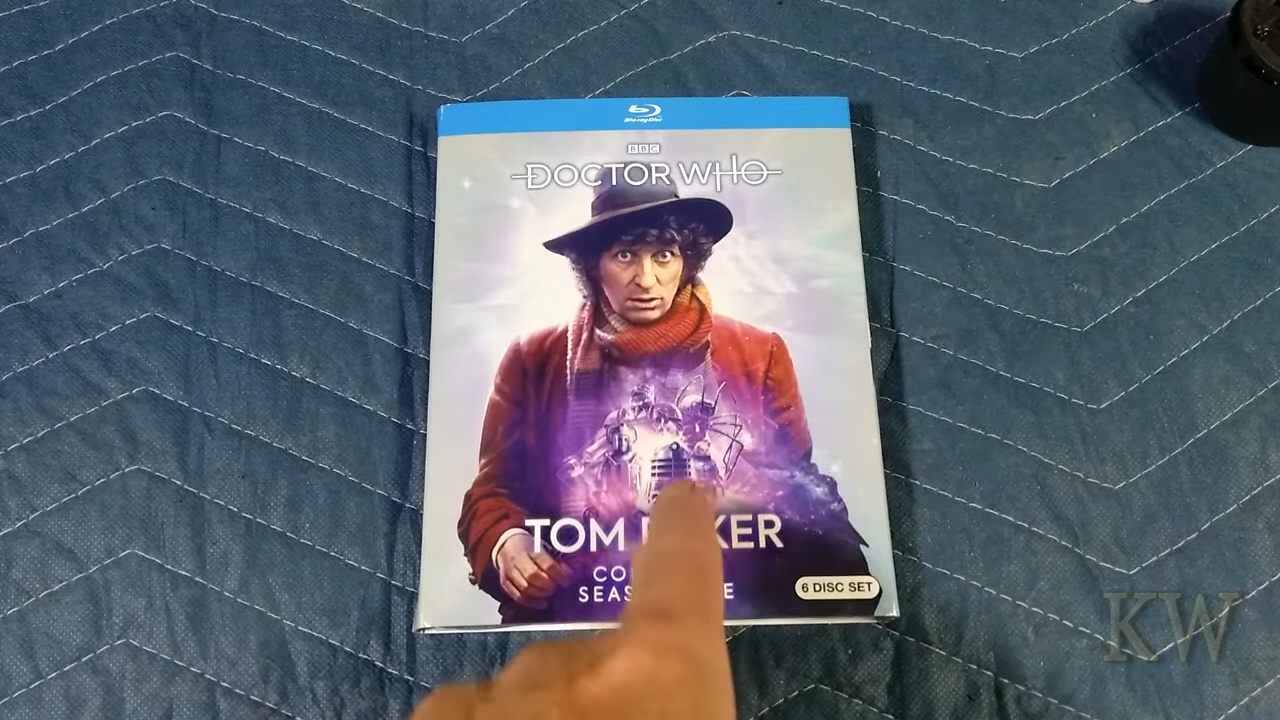 Blu-ray Disc
BBC
DOCTOR WHO
TOM KER
CO
SEAS E
6 DISC SET
KW